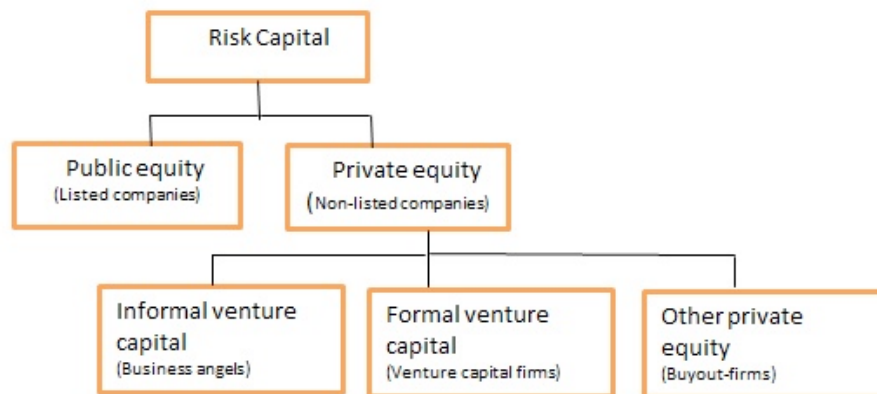 Risk Capital
Public equity
(Listed companies)
Private equity
(Non-listed companies)
Informal venture
capital
(Business angels)
Formal venture
capital
(Venture capital firms)
Other private
equity
(Buyout-firms)